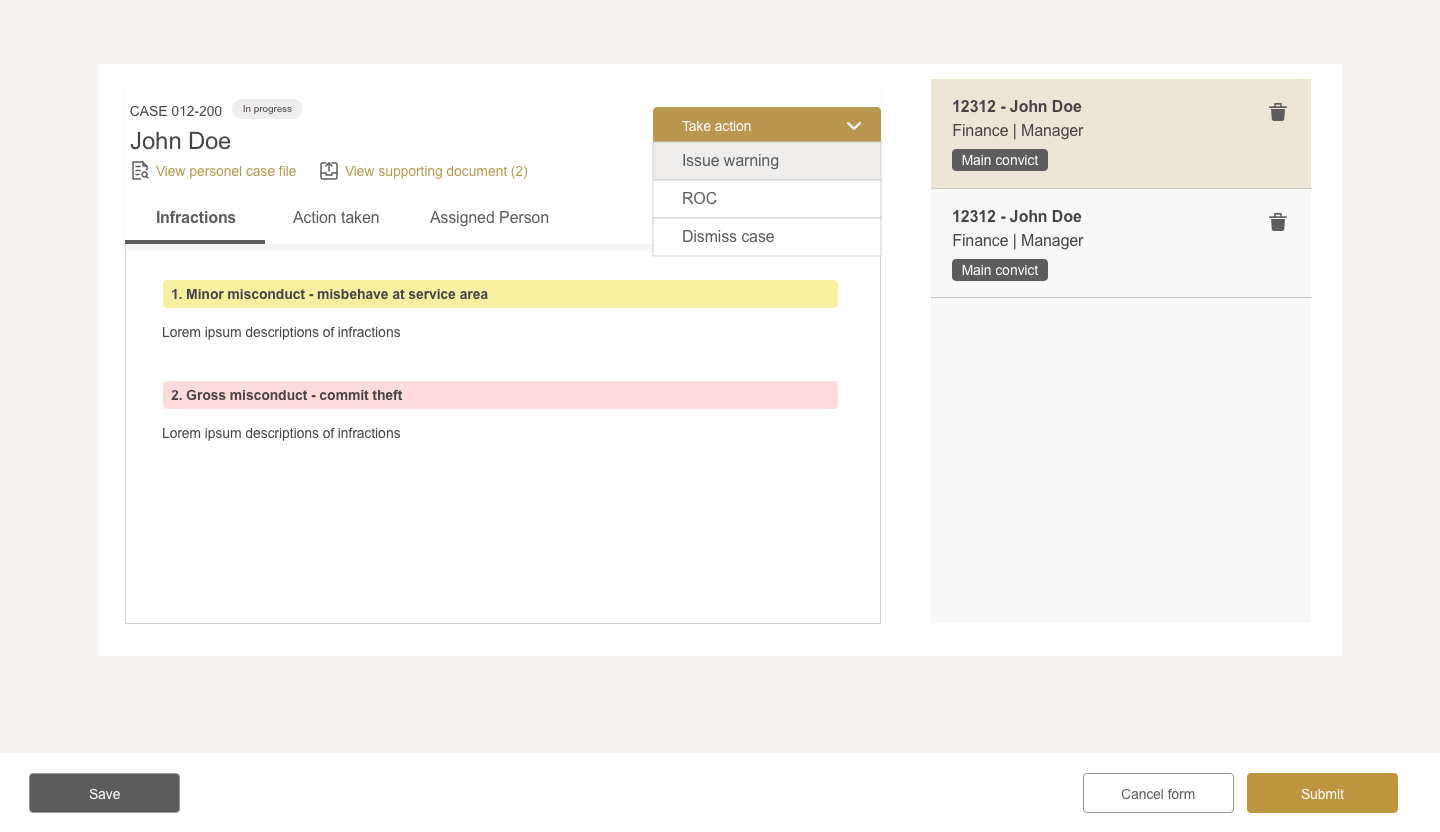 CASE 012-200
In progress
John Doe
View personel case file
View supporting document (2)
Take action
Issue warning
ROC
Dismiss case
Infractions
Action taken
Assigned Person
1. Minor misconduct - misbehave at service area
Lorem ipsum descriptions of infractions
2. Gross misconduct - commit theft
Lorem ipsum descriptions of infractions
12312 - John Doe
Finance | Manager
Main convict
12312 - John Doe
Finance | Manager
Main convict
Save
Cancel form
Submit